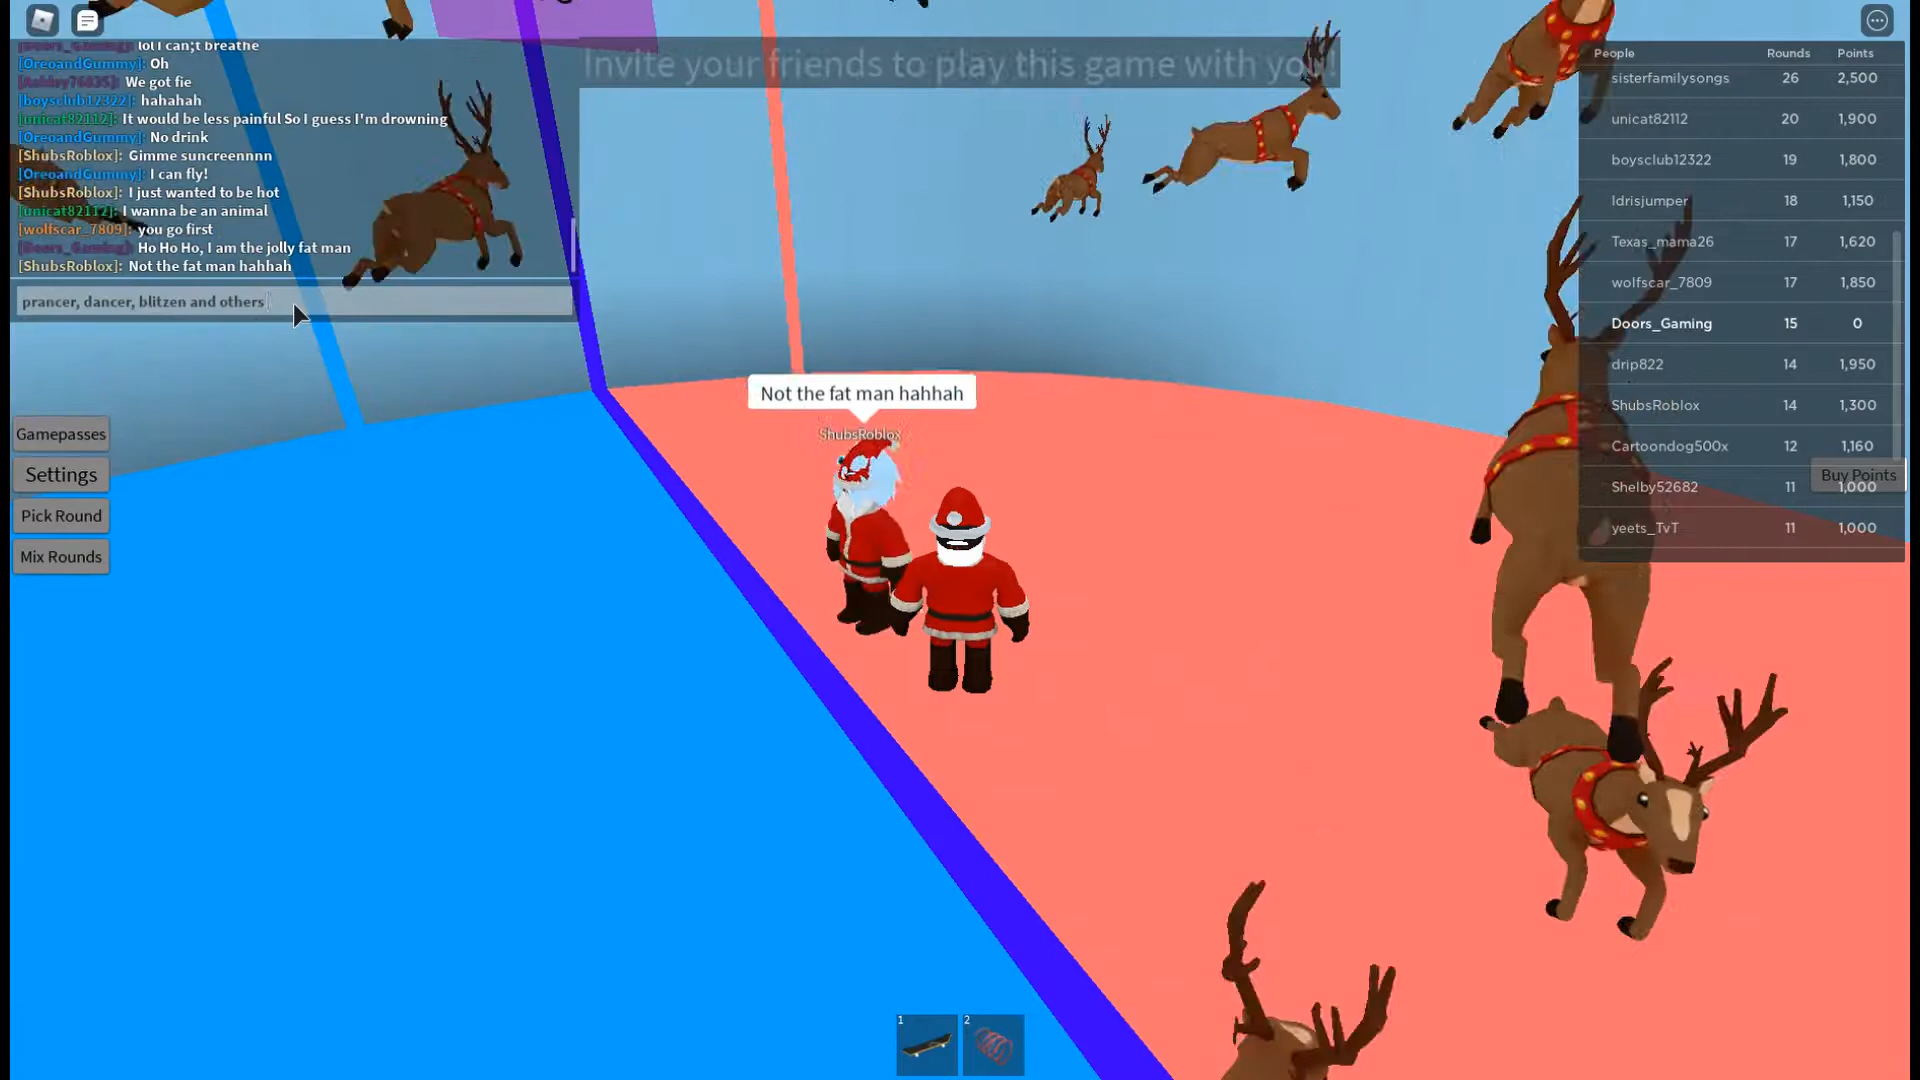 [Doors_Gaming]: lol I can;t breathe
[OreoandGummy]: Oh
[Ashley76835]: We got fie
[boysclub12322]: hahahah
[unicat82112]: It would be less painful So I guess I'm drowning
[OreoandGummy]: No drink
[ShubsRoblox]: Gimme suncreennnn
[OreoandGummy]: I can fly!
[ShubsRoblox]: I just wanted to be hot
[unicat82112]: I wanna be an animal
[wolfscar_7809]: you go first
[Doors_Gaming]: Ho Ho Ho, I am the jolly fat man
[ShubsRoblox]: Not the fat man hahhah
prancer, dancer, blitzen and others
Invite your friends to play this game with you!
People Rounds Points
sisterfamilysongs 26 2,500
unicat82112 20 1,900
boysclub12322 19 1,800
Idrisjumper 18 1,150
Texas_mama26 17 1,620
wolfscar_7809 17 1,850
Doors_Gaming 15 0
drip822 14 1,950
ShubsRoblox 14 1,300
Cartoondog500x 12 1,160
Shelby52682 11 1,000
yeets_TvT 11 1,000
Buy Points
Gamepasses
Settings
Pick Round
Mix Rounds
Not the fat man hahhah
ShubsRoblox
1
2